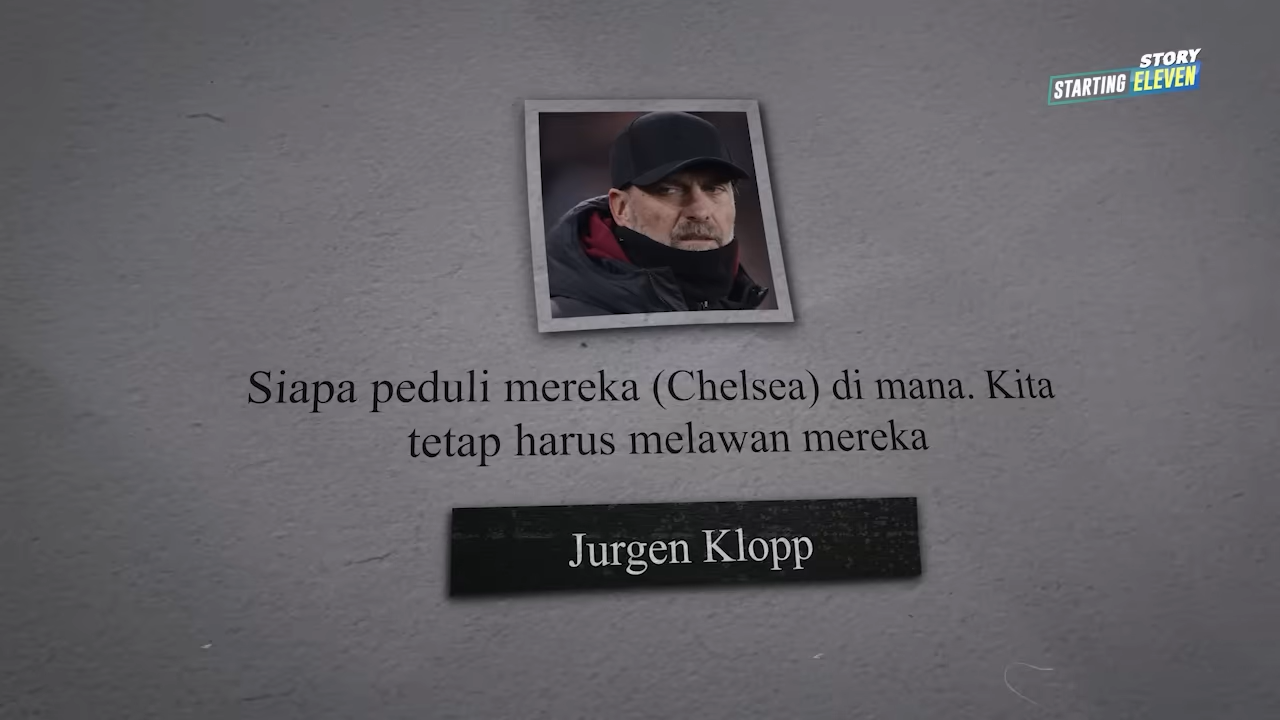 STORY
STARTING ELEVEN
Siapa peduli mereka (Chelsea) di mana. Kita
tetap harus melawan mereka
Jurgen Klopp